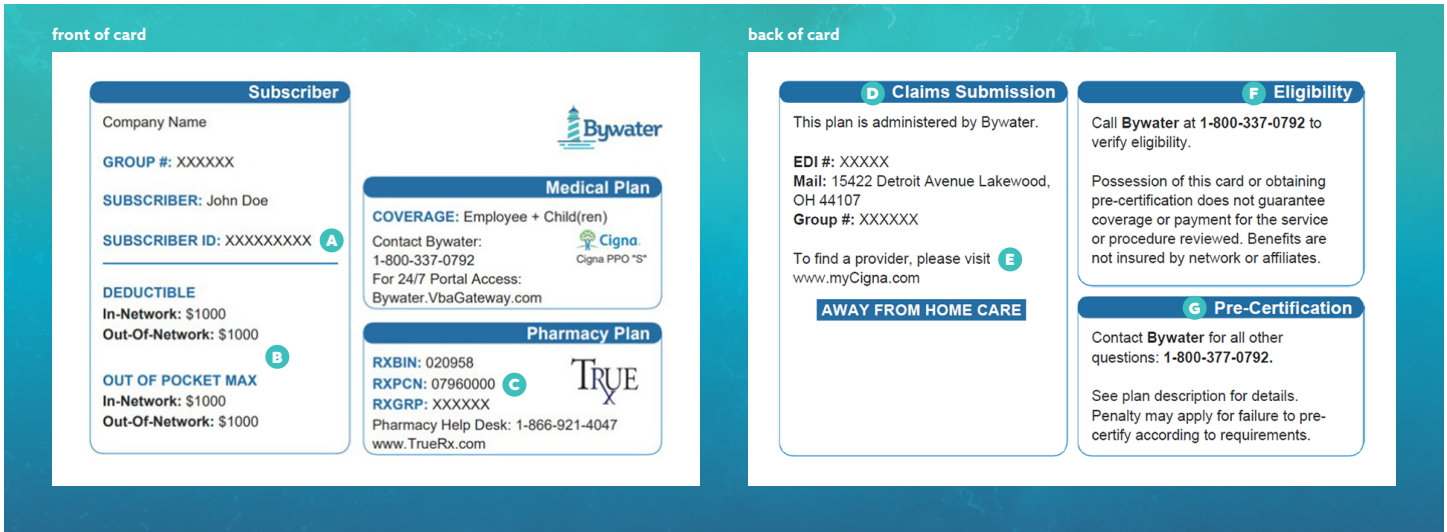 front of card
Subscriber
Company Name
GROUP #: XXXXXX
SUBSCRIBER: John Doe
SUBSCRIBER ID: XXXXXXXXX A
DEDUCTIBLE
In-Network: $1000
Out-Of-Network: $1000
B
OUT OF POCKET MAX
In-Network: $1000
Out-Of-Network: $1000
Bywater
Medical Plan
COVERAGE: Employee + Child(ren)
Contact Bywater:
1-800-337-0792
For 24/7 Portal Access:
Bywater.VbaGateway.com
Cigna.
Cigna PPO "S"
Pharmacy Plan
RXBIN: 020958
RXPCN: 07960000 C
RXGRP: XXXXXX
Pharmacy Help Desk: 1-866-921-4047
www.TrueRx.com
TRUE
Rx
back of card
D Claims Submission
This plan is administered by Bywater.
EDI #: XXXXX
Mail: 15422 Detroit Avenue Lakewood,
OH 44107
Group #: XXXXXX
To find a provider, please visit E
www.myCigna.com
AWAY FROM HOME CARE
F Eligibility
Call Bywater at 1-800-337-0792 to
verify eligibility.
Possession of this card or obtaining
pre-certification does not guarantee
coverage or payment for the service
or procedure reviewed. Benefits are
not insured by network or affiliates.
G Pre-Certification
Contact Bywater for all other
questions: 1-800-377-0792.
See plan description for details.
Penalty may apply for failure to pre-
certify according to requirements.